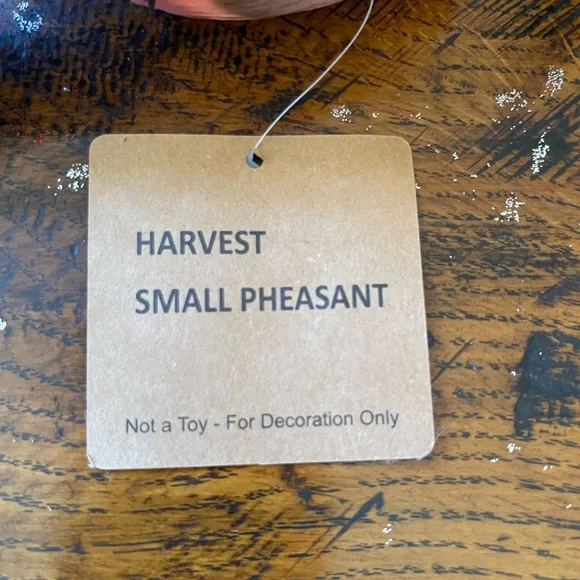 HARVEST
SMALL PHEASANT
Not a Toy - For Decoration Only